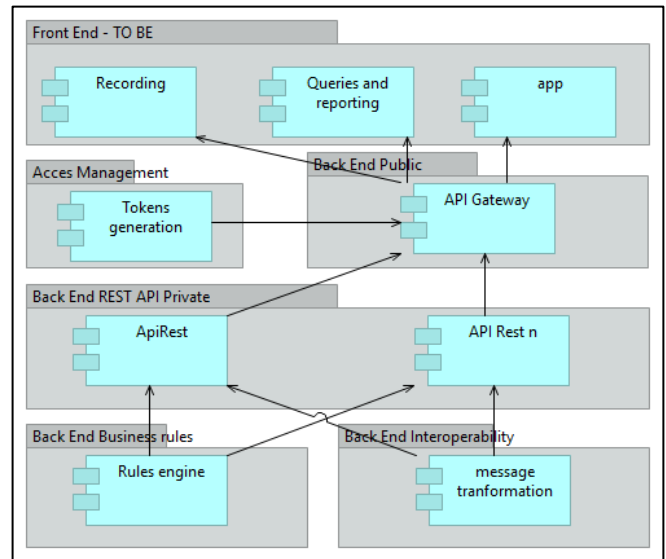 Front End - TO BE
Recording
Queries and
reporting
app
Acces Management
Back End Public
Tokens
generation
API Gateway
Back End REST API Private
ApiRest
API Rest n
Back End Business rules
Back End Interoperability
Rules engine
message
tranformation